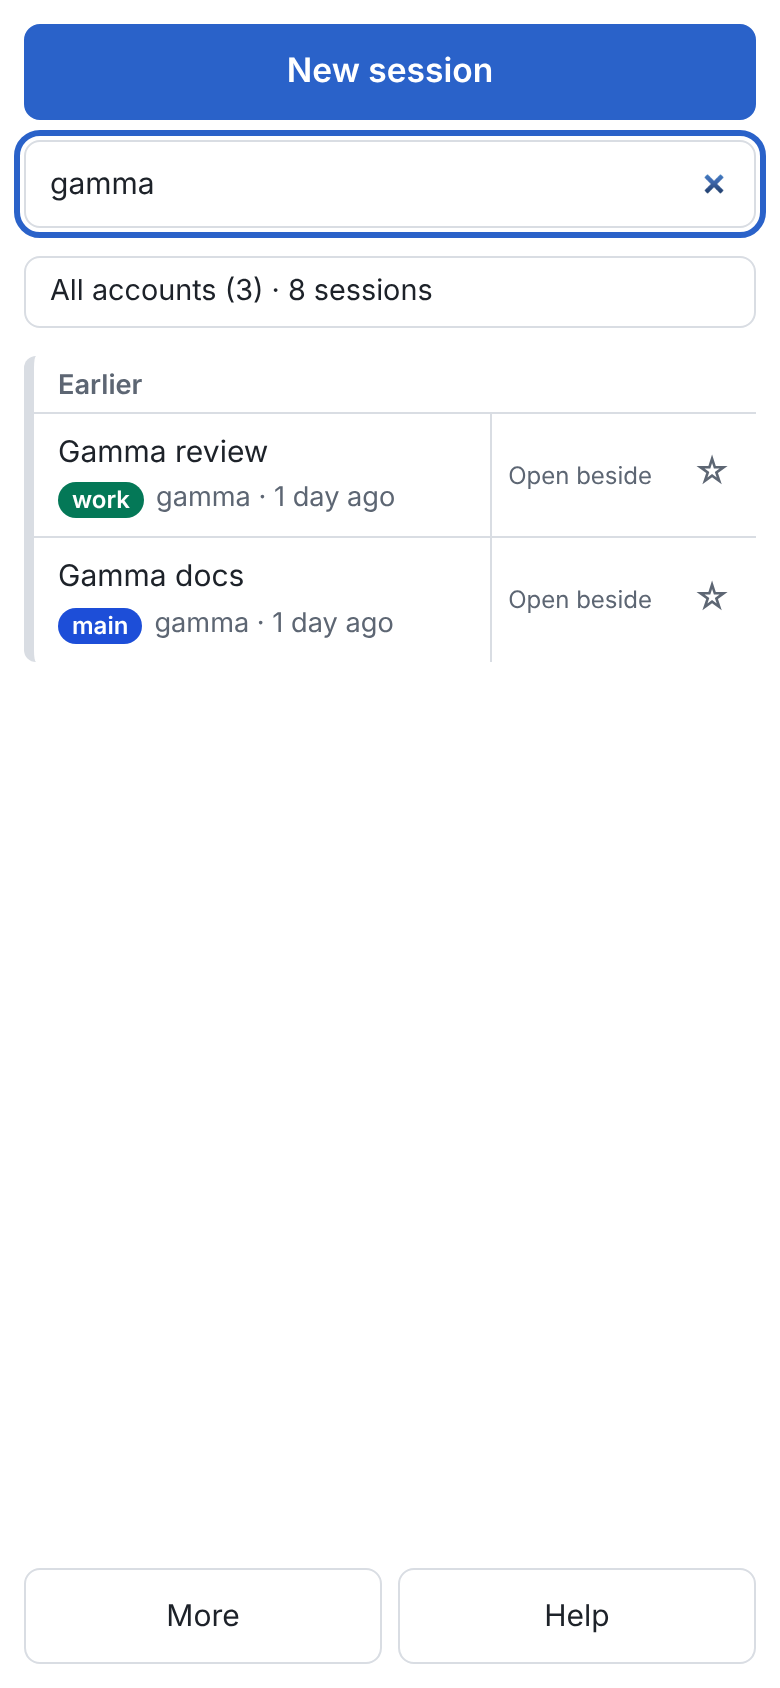 New session
gamma
All accounts (3) · 8 sessions
Earlier
Gamma review
work gamma · 1 day ago
Open beside
Gamma docs
main gamma · 1 day ago
Open beside
More
Help